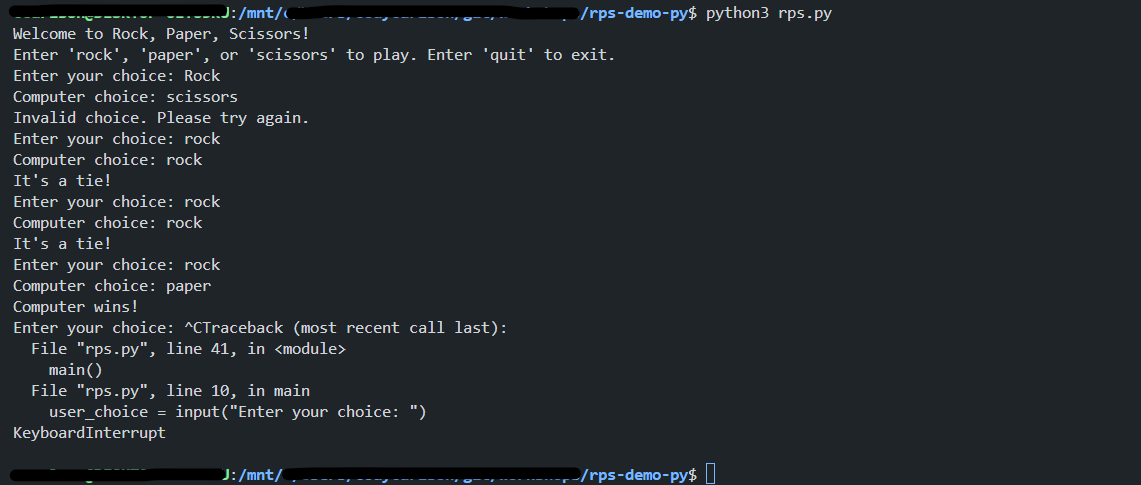 :/mnt/ /rps-demo-py$ python3 rps.py
Welcome to Rock, Paper, Scissors!
Enter 'rock', 'paper', or 'scissors' to play. Enter 'quit' to exit.
Enter your choice: Rock
Computer choice: scissors
Invalid choice. Please try again.
Enter your choice: rock
Computer choice: rock
It's a tie!
Enter your choice: rock
Computer choice: rock
It's a tie!
Enter your choice: rock
Computer choice: paper
Computer wins!
Enter your choice: ^CTraceback (most recent call last):
  File "rps.py", line 41, in <module>
    main()
  File "rps.py", line 10, in main
    user_choice = input("Enter your choice: ")
KeyboardInterrupt
:/mnt/ /rps-demo-py$